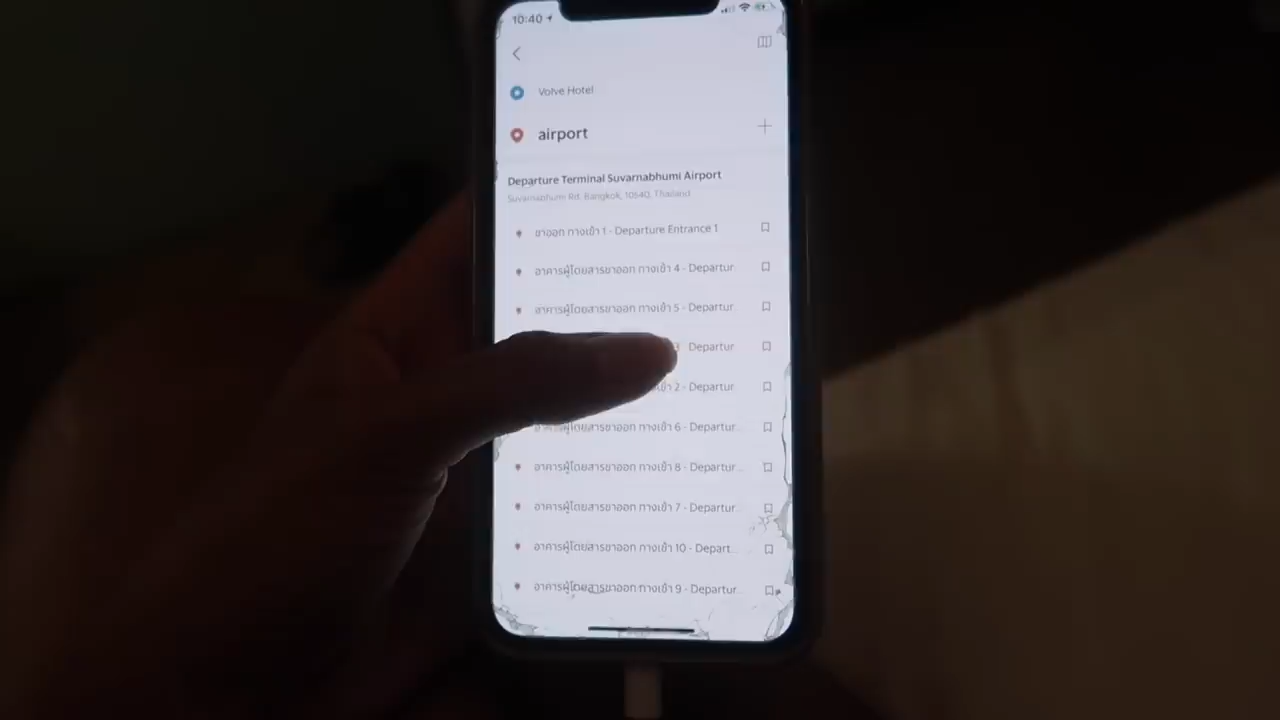 10:40
Volve Hotel
airport
Departure Terminal Suvarnabhumi Airport
Suvarnabhumi Rd. Bangkok, 10540, Thailand
ขาออก ทางเข้า 1 - Departure Entrance 1
อาคารผู้โดยสารขาออก ทางเข้า 4 - Departur
อาคารผู้โดยสารขาออก ทางเข้า 5 - Departur
3 Departur
2 - Departur
อาคารผู้โดยสารขาออก ทางเข้า 6 - Departur...
อาคารผู้โดยสารขาออก ทางเข้า 8 - Departur...
อาคารผู้โดยสารขาออก ทางเข้า 7 - Departur...
อาคารผู้โดยสารขาออก ทางเข้า 10 - Depart...
อาคารผู้โดยสารขาออก ทางเข้า 9 - Departur...